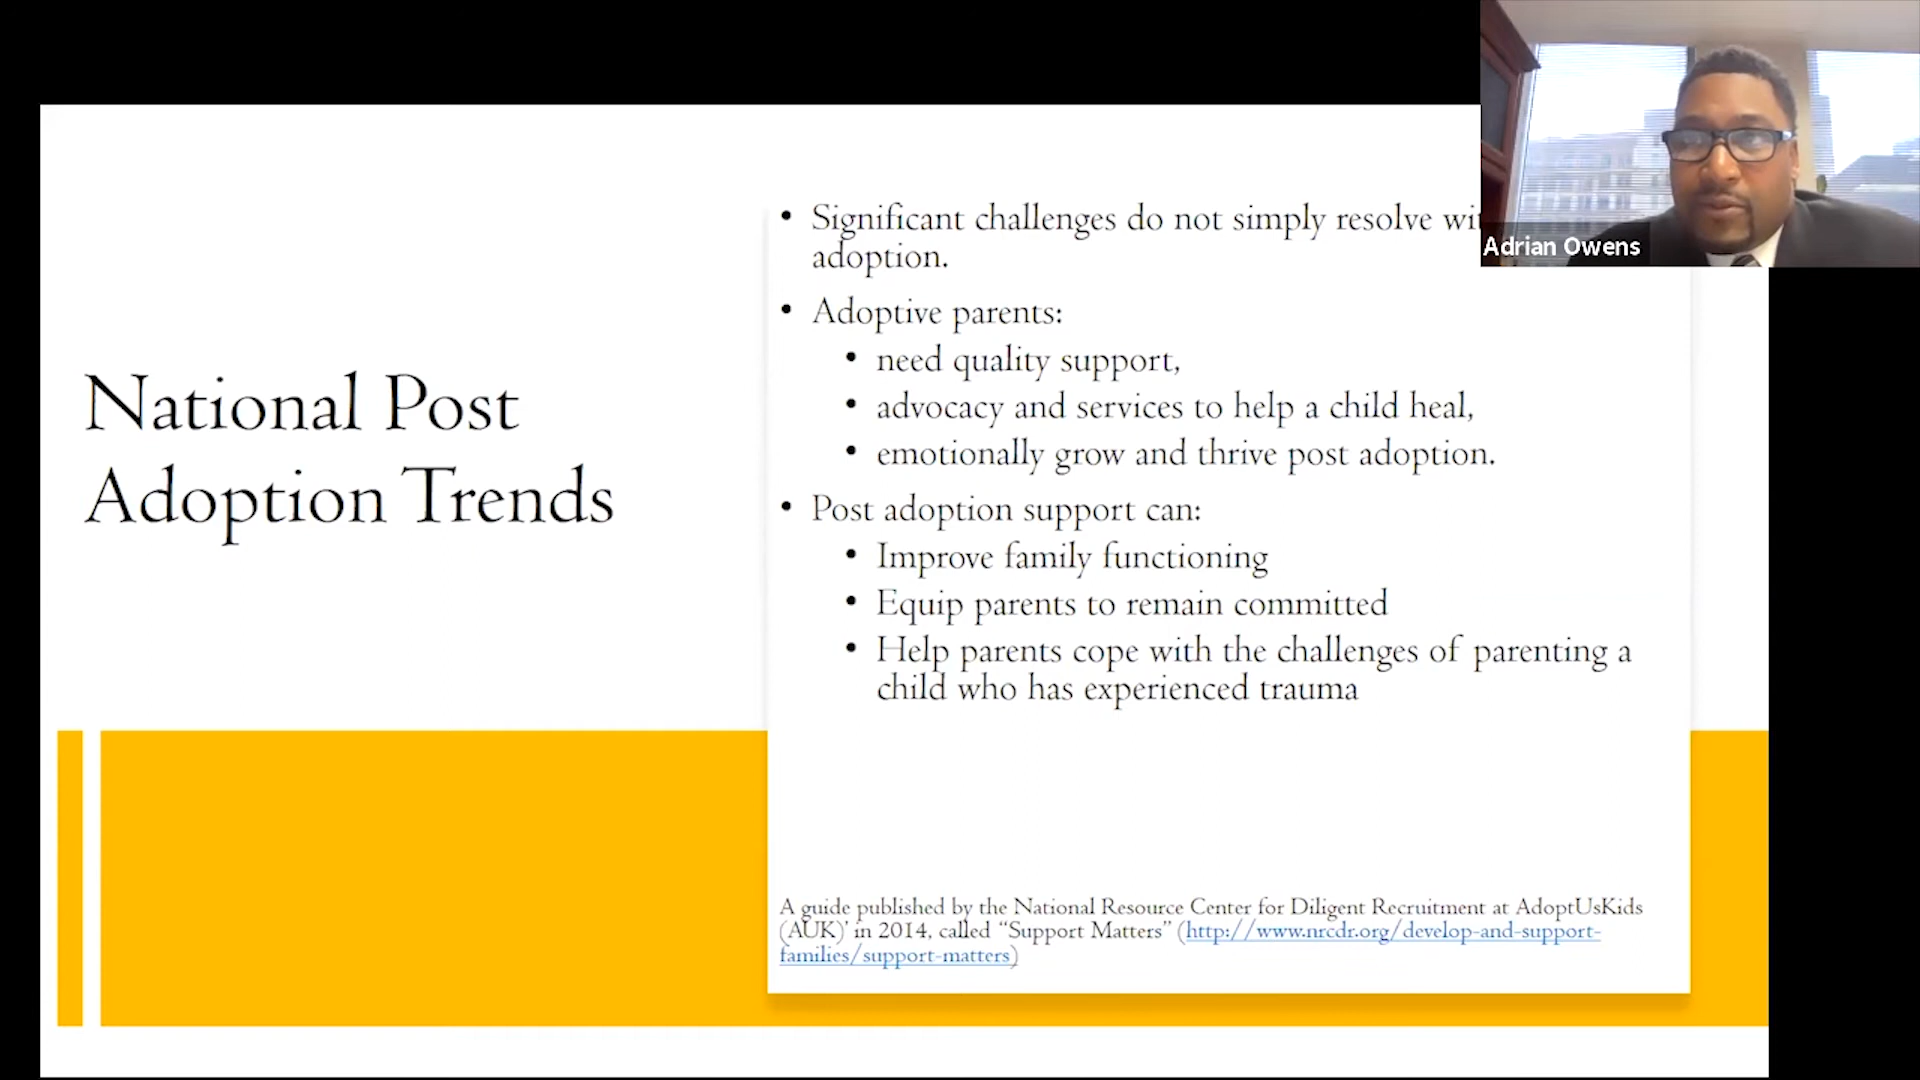 National Post
Adoption Trends
• Significant challenges do not simply resolve
adoption.
• Adoptive parents:
• need quality support,
• advocacy and services to help a child heal,
• emotionally grow and thrive post adoption.
• Post adoption support can:
• Improve family functioning
• Equip parents to remain committed
• Help parents cope with the challenges of parenting a
child who has experienced trauma
A guide published by the National Resource Center for Diligent Recruitment at AdoptUsKids
(AUK)’ in 2014, called “Support Matters” (http://www.nrcdr.org/develop-and-support-
families/support-matters)
Adrian Owens